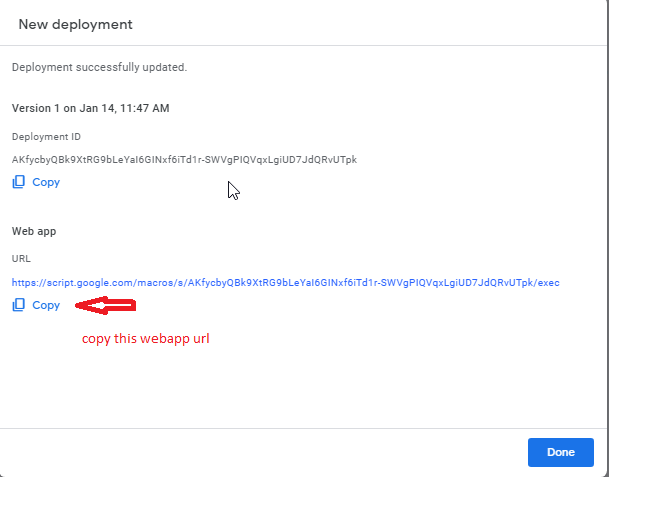 New deployment
Deployment successfully updated.
Version 1 on Jan 14, 11:47 AM
Deployment ID
AKfycbyQBk9XtRG9bLeYaI6GINxf6iTd1r-SWVgPIQVqxLgiUD7JdQRvUTpk
Copy
Web app
URL
https://script.google.com/macros/s/AKfycbyQBk9XtRG9bLeYaI6GINxf6iTd1r-SWVgPIQVqxLgiUD7JdQRvUTpk/exec
Copy
copy this webapp url
Done